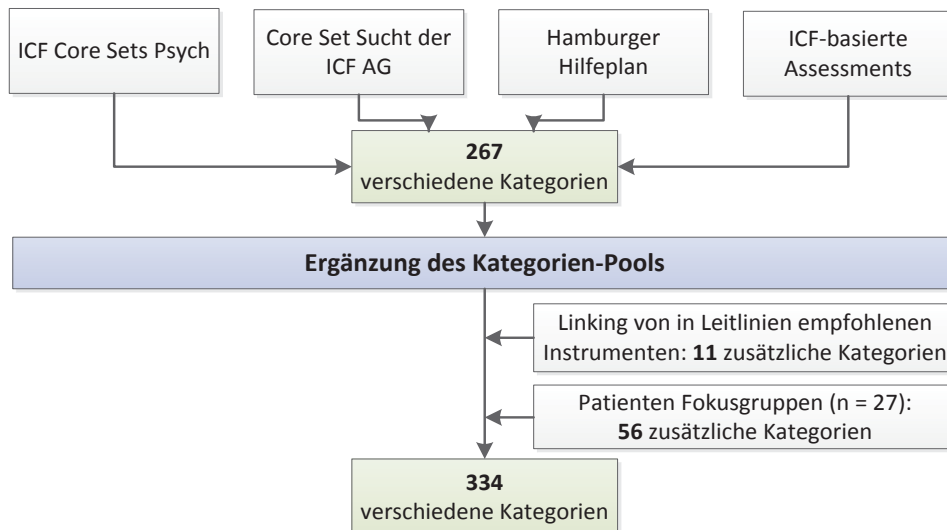 ICF Core Sets Psych
Core Set Sucht der
ICF AG
Hamburger
Hilfeplan
ICF-basierte
Assessments
267
verschiedene Kategorien
Ergänzung des Kategorien-Pools
Linking von in Leitlinien empfohlenen
Instrumenten: 11 zusätzliche Kategorien
Patienten Fokusgruppen (n = 27):
56 zusätzliche Kategorien
334
verschiedene Kategorien